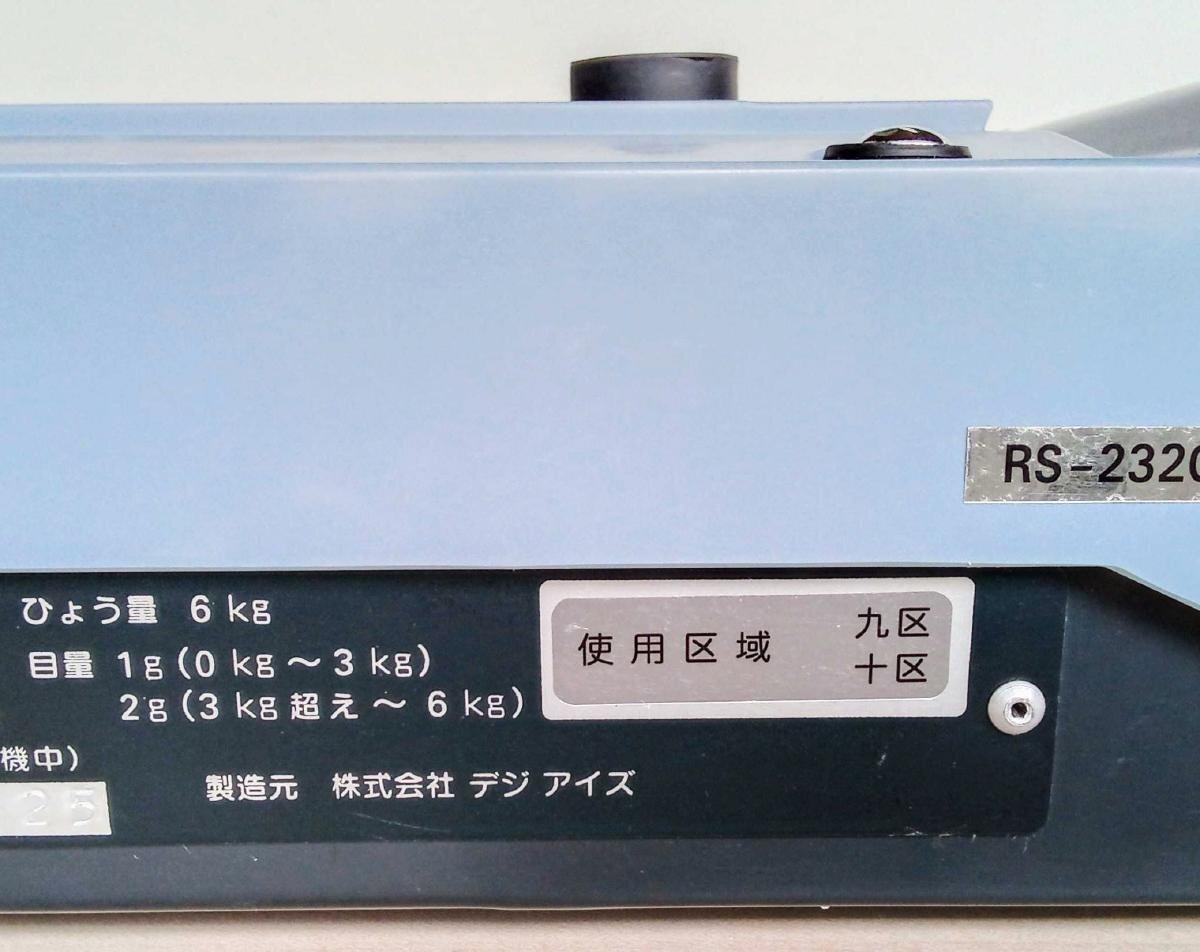 RS-232C
ひょう量 6 kg
目量 1g (0 kg ～ 3 kg)
2g (3 kg 超え ～ 6 kg)
使用区域 九区
十区
機中)
25
製造元 株式会社 デジ アイズ